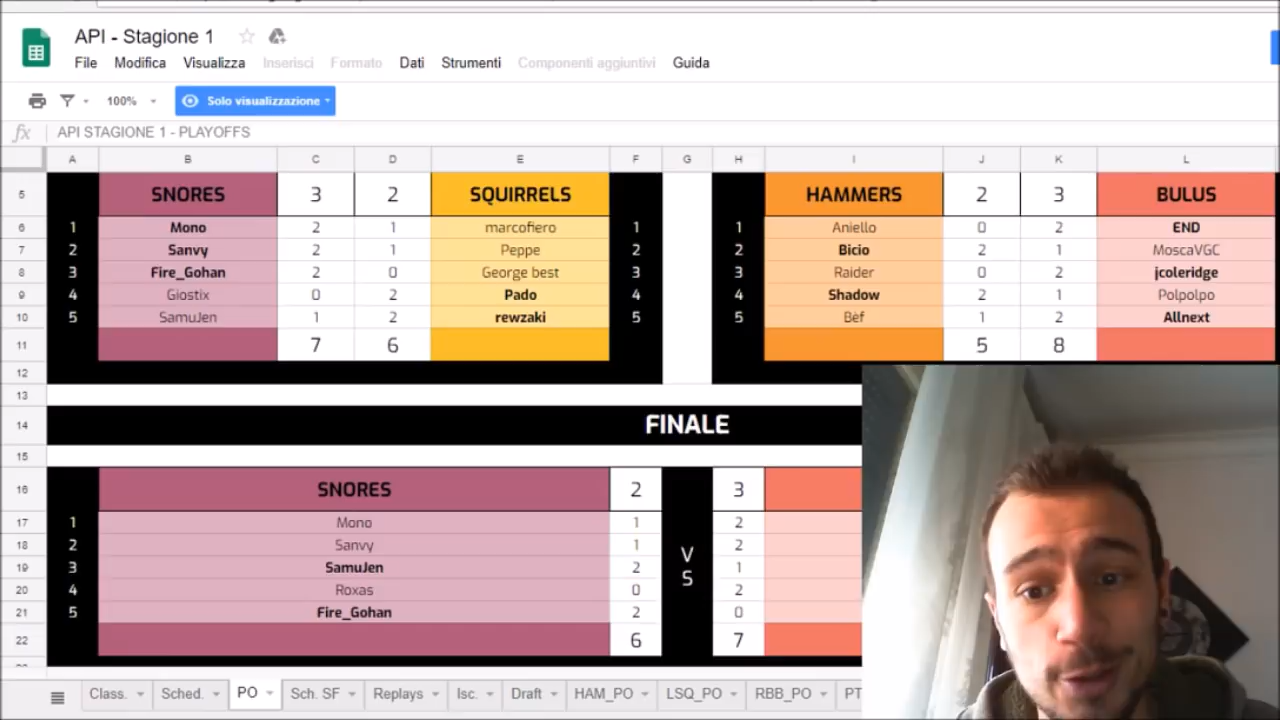 API - Stagione 1
File Modifica Visualizza Inserisci Formato Dati Strumenti Componenti aggiuntivi Guida
100% Solo visualizzazione
fx API STAGIONE 1 - PLAYOFFS
A B C D E F G H I J K L
5 SNORES 3 2 SQUIRRELS HAMMERS 2 3 BULUS
6 1 Mono 2 1 marcofiero 1 1 Aniello 0 2 END
7 2 Sanvy 2 1 Peppe 2 2 Bicio 2 1 MoscaVGC
8 3 Fire_Gohan 2 0 George best 3 3 Raider 0 2 jcoleridge
9 4 Giostix 0 2 Pado 4 4 Shadow 2 1 Polpolpo
10 5 SamuJen 1 2 rewzaki 5 5 Bèf 1 2 Allnext
11 7 6 5 8
12
13
14 FINALE
15
16 SNORES 2 3
17 1 Mono 1 2
18 2 Sanvy 1 V 2
19 3 SamuJen 2 S 1
20 4 Roxas 0 2
21 5 Fire_Gohan 2 0
22 6 7
Class. Sched. PO Sch. SF Replays Isc. Draft HAM_PO LSQ_PO RBB_PO PT